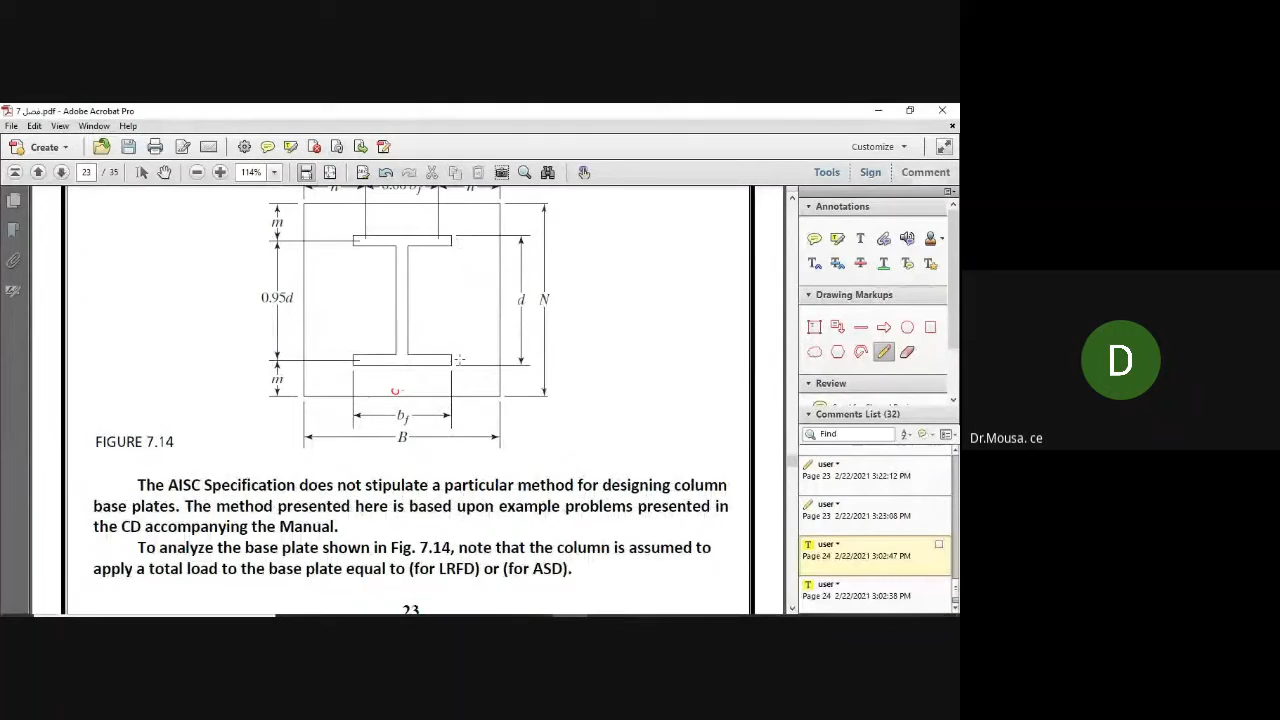 فصل 7.pdf - Adobe Acrobat Pro
File Edit View Window Help
Create
Customize
23 / 35
114%
Tools Sign Comment
n 0.80 bf n
m
0.95d
d N
m
bf
B
FIGURE 7.14
The AISC Specification does not stipulate a particular method for designing column
base plates. The method presented here is based upon example problems presented in
the CD accompanying the Manual.
To analyze the base plate shown in Fig. 7.14, note that the column is assumed to
apply a total load to the base plate equal to (for LRFD) or (for ASD).
23
Annotations
Drawing Markups
Review
Comments List (32)
Find
user
Page 23 2/22/2021 3:22:12 PM
user
Page 23 2/22/2021 3:23:08 PM
user
Page 24 2/22/2021 3:02:47 PM
user
Page 24 2/22/2021 3:02:38 PM
D
Dr.Mousa. ce